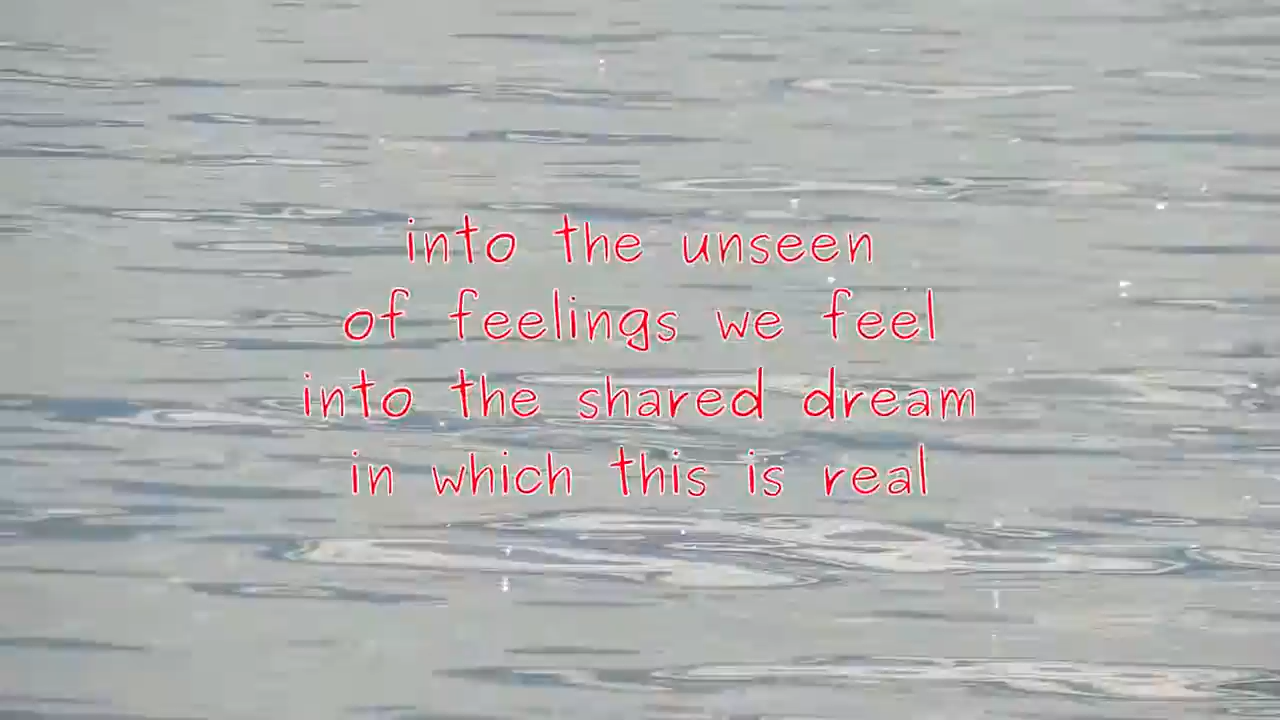 into the unseen
of feelings we feel
into the shared dream
in which this is real